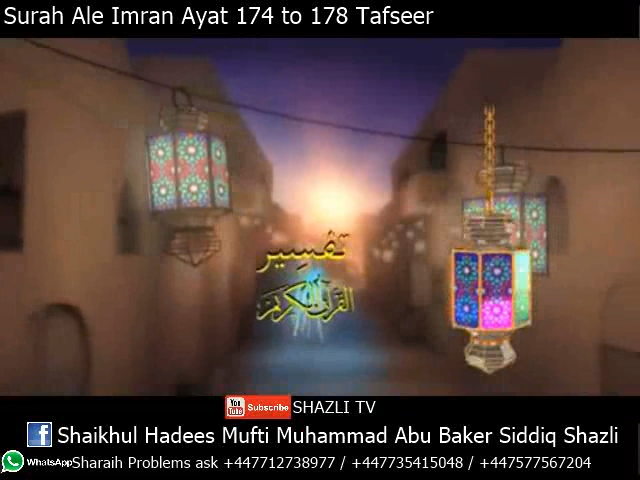 Surah Ale Imran Ayat 174 to 178 Tafseer
تفسير
القرآن الكريم
You Tube Subscribe SHAZLI TV
f Shaikhul Hadees Mufti Muhammad Abu Baker Siddiq Shazli
WhatsApp Sharaih Problems ask +447712738977 / +447735415048 / +447577567204